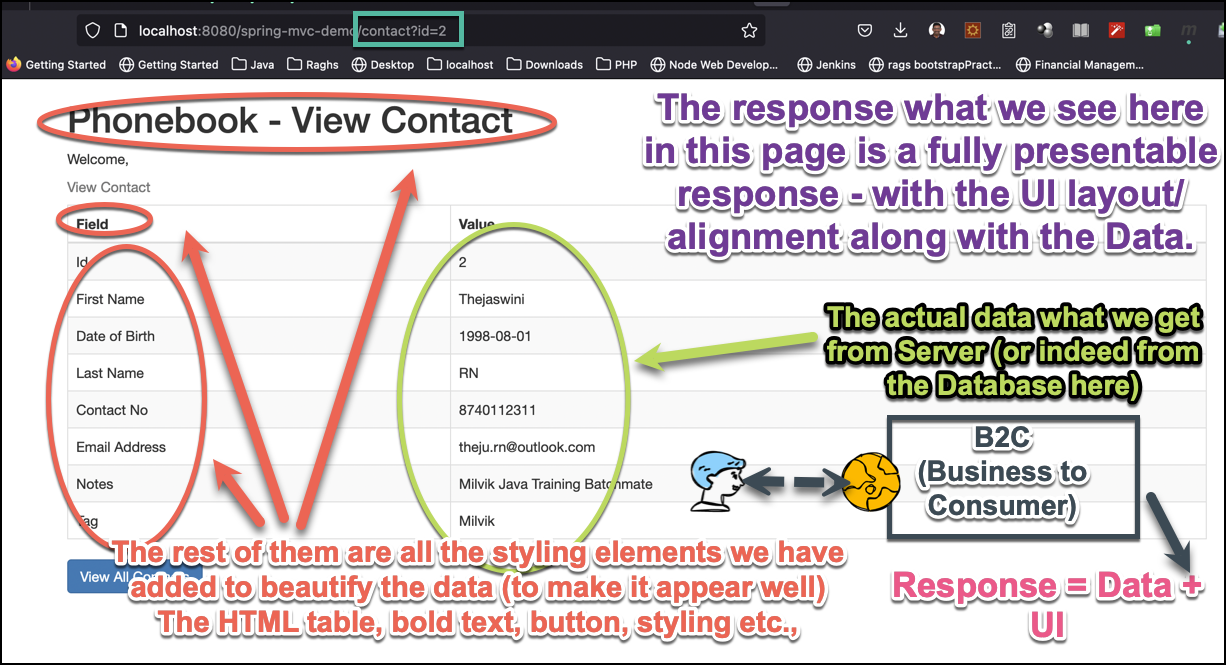 localhost:8080/spring-mvc-demo/contact?id=2
Getting Started Getting Started Java Raghs Desktop localhost Downloads PHP Node Web Develop... Jenkins rags bootstrapPract... Financial Managem...
Phonebook - View Contact
Welcome,
View Contact
Field Value
Id 2
First Name Thejaswini
Date of Birth 1998-08-01
Last Name RN
Contact No 8740112311
Email Address theju.rn@outlook.com
Notes Milvik Java Training Batchmate
Tag Milvik
View All Contacts
The response what we see here
in this page is a fully presentable
response - with the UI layout/
alignment along with the Data.
The actual data what we get
from Server (or indeed from
the Database here)
B2C
(Business to
Consumer)
Response = Data +
UI
The rest of them are all the styling elements we have
added to beautify the data (to make it appear well)
The HTML table, bold text, button, styling etc.,